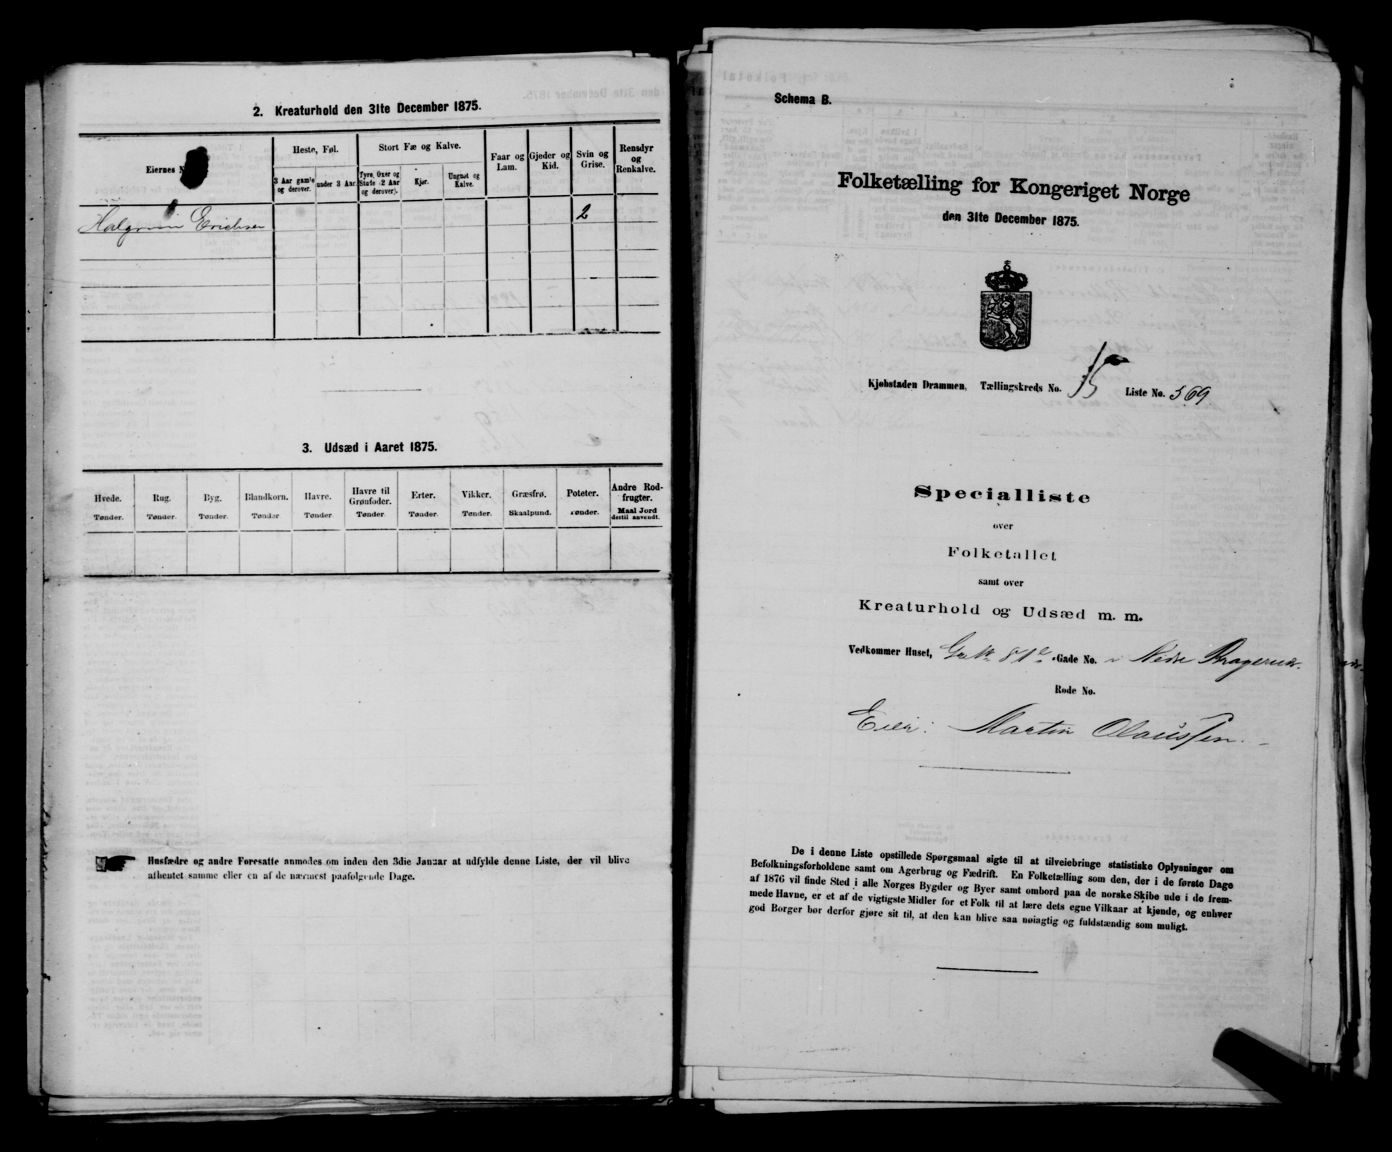 2. Kreaturhold den 31te December 1875.
Eiernes
Heste, Føl.
Stort Fæ og Kalve.
Faar og Lam.
Gjeder og Kid.
Svin og Grise.
Rensdyr og Renkalve.
3 Aar gamle og derover.
under 3 Aar.
Tyre, Oxer og Stute (2 Aar og derover).
Kjør.
Ungnøt og Kalve.
Halgrim Erichsen 2
3. Udsæd i Aaret 1875.
Hvede. Rug. Byg. Blandkorn. Havre. Havre til Grønfoder. Erter. Vikker. Græsfrø. Poteter. Andre Rodfrugter.
Tønder. Tønder. Tønder. Tønder. Tønder. Tønder. Tønder. Tønder. Skaalpund. Tønder. Maal Jord dertil anvendt.
Husfædre og andre Foresatte anmodes om inden den 3die Januar at udfylde denne Liste, der vil blive
afhentet samme eller en af de nærmest paafølgende Dage.
Schema B.
Folketælling for Kongeriget Norge
den 31te December 1875.
Kjøbstaden Drammen. Tællingskreds No. 15 Liste No. 569
Specialliste
over
Folketallet
samt over
Kreaturhold og Udsæd m. m.
Vedkommer Huset, Gade No. Nedre Bragernæs
Rode No.
Eier: Martin Olaussen.
De i denne Liste opstillede Spørgsmaal sigte til at tilveiebringe statistiske Oplysninger om
Befolkningsforholdene samt om Agerbrug og Fædrift. En Folketælling som den, der i de første Dage
af 1876 vil finde Sted i alle Norges Bygder og Byer samt ombord paa de norske Skibe ude i de frem-
mede Havne, er et af de vigtigste Midler for et Folk til at lære dets egne Vilkaar at kjende, og enhver
god Borger bør derfor gjøre sit til, at den kan blive saa nøiagtig og fuldstændig som muligt.